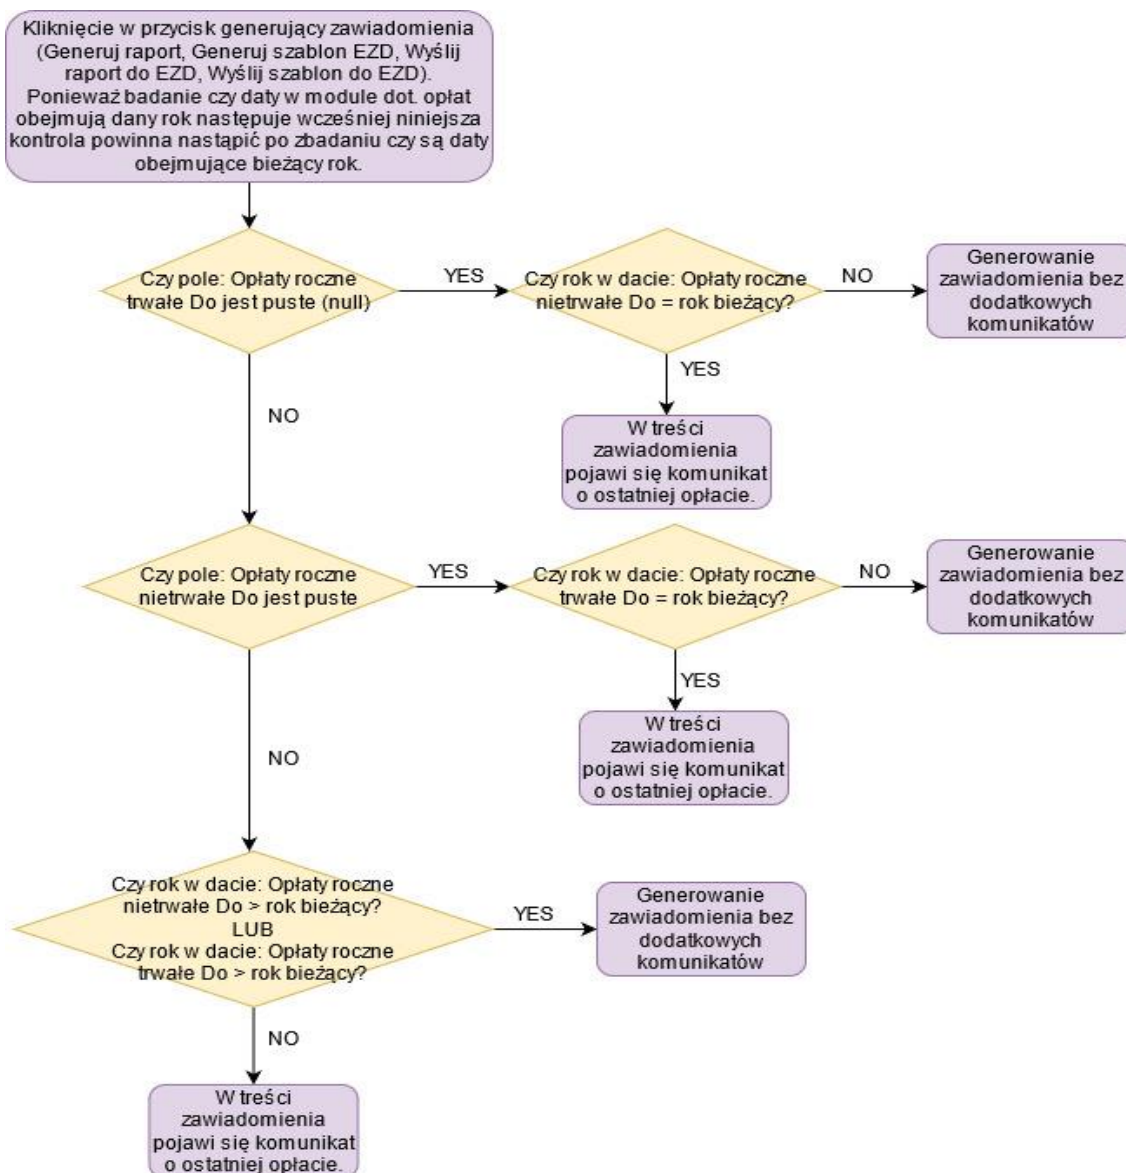 Kliknięcie w przycisk generujący zawiadomienia
(Generuj raport, Generuj szablon EZD, Wyślij
raport do EZD, Wyślij szablon do EZD).
Ponieważ badanie czy daty w module dot. opłat
obejmują dany rok następuje wcześniej niniejsza
kontrola powinna nastąpić po zbadaniu czy są daty
obejmujące bieżący rok.
Czy pole: Opłaty roczne
trwałe Do jest puste (null)
YES
Czy rok w dacie: Opłaty roczne
nietrwałe Do = rok bieżący?
NO
Generowanie
zawiadomienia bez
dodatkowych
komunikatów
YES
W treści
zawiadomienia
pojawi się komunikat
o ostatniej opłacie.
NO
Czy pole: Opłaty roczne
nietrwałe Do jest puste
YES
Czy rok w dacie: Opłaty roczne
trwałe Do = rok bieżący?
NO
Generowanie
zawiadomienia bez
dodatkowych
komunikatów
YES
W treści
zawiadomienia
pojawi się komunikat
o ostatniej opłacie.
NO
Czy rok w dacie: Opłaty roczne
nietrwałe Do > rok bieżący?
LUB
Czy rok w dacie: Opłaty roczne
trwałe Do > rok bieżący?
YES
Generowanie
zawiadomienia bez
dodatkowych
komunikatów
NO
W treści
zawiadomienia
pojawi się komunikat
o ostatniej opłacie.